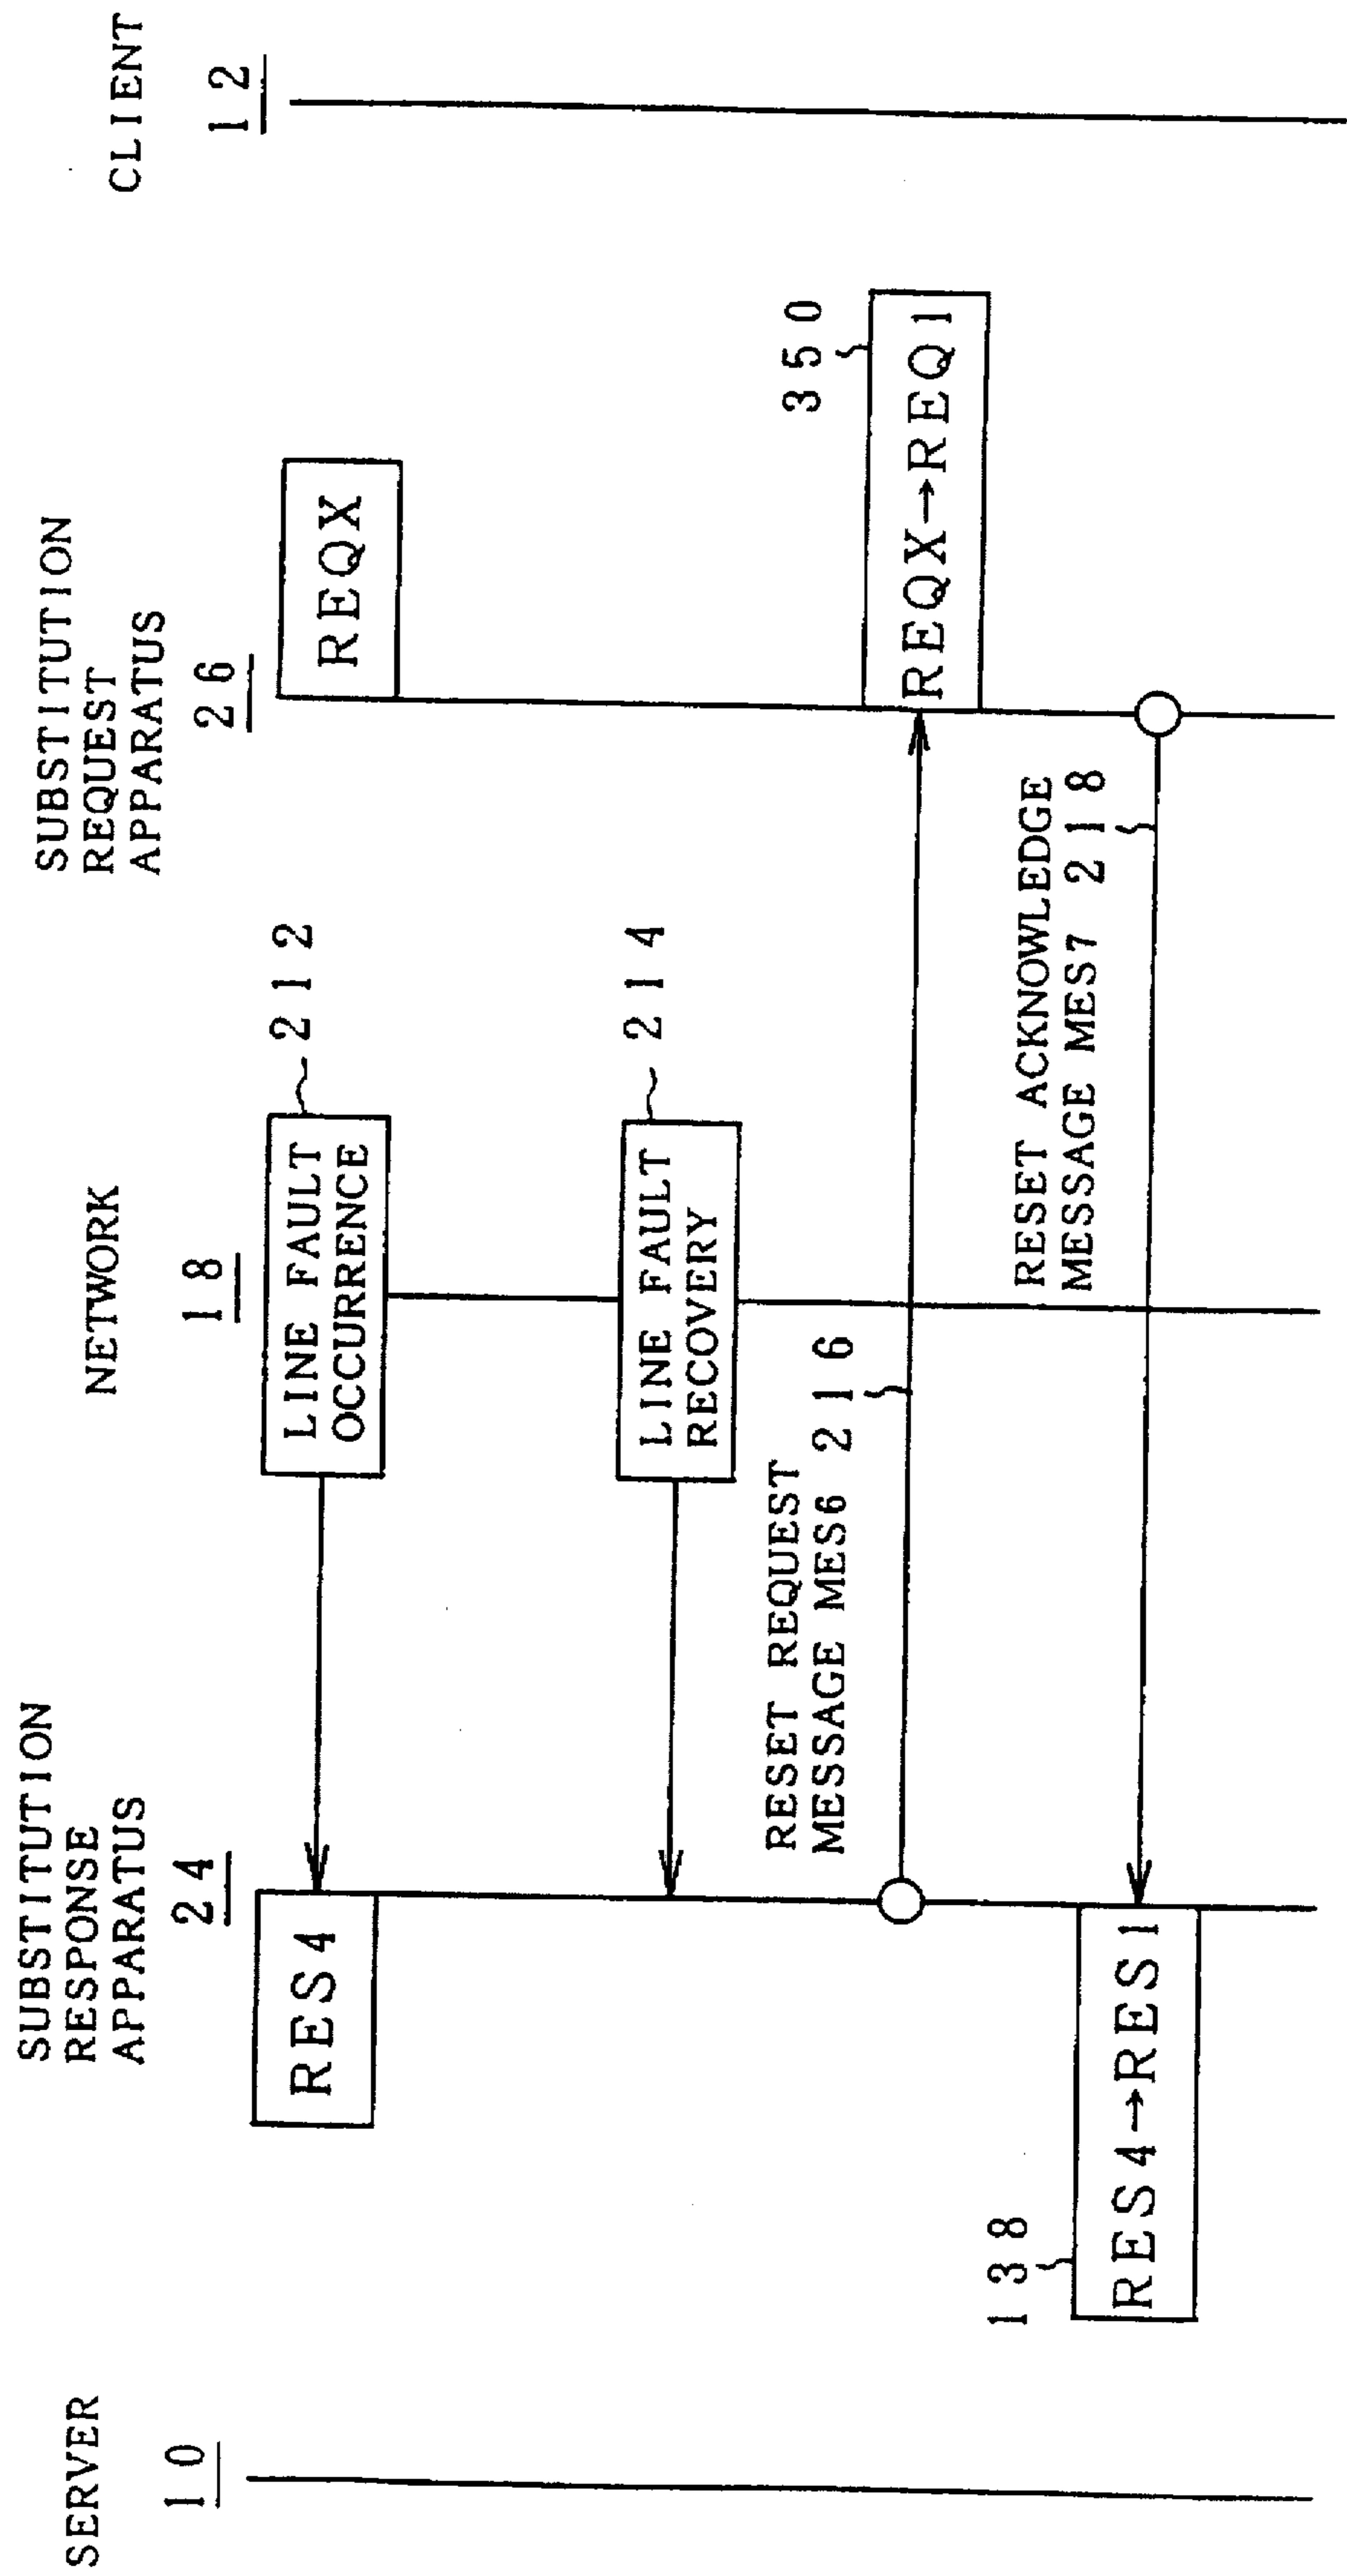 SERVER
10
SUBSTITUTION
RESPONSE
APPARATUS
24
NETWORK
18
SUBSTITUTION
REQUEST
APPARATUS
26
CLIENT
12
RES4
LINE FAULT
OCCURRENCE
212
REQX
LINE FAULT
RECOVERY
214
RESET REQUEST
MESSAGE MES6 216
350
REQX→REQ1
RESET ACKNOWLEDGE
MESSAGE MES7 218
138
RES4→RES1